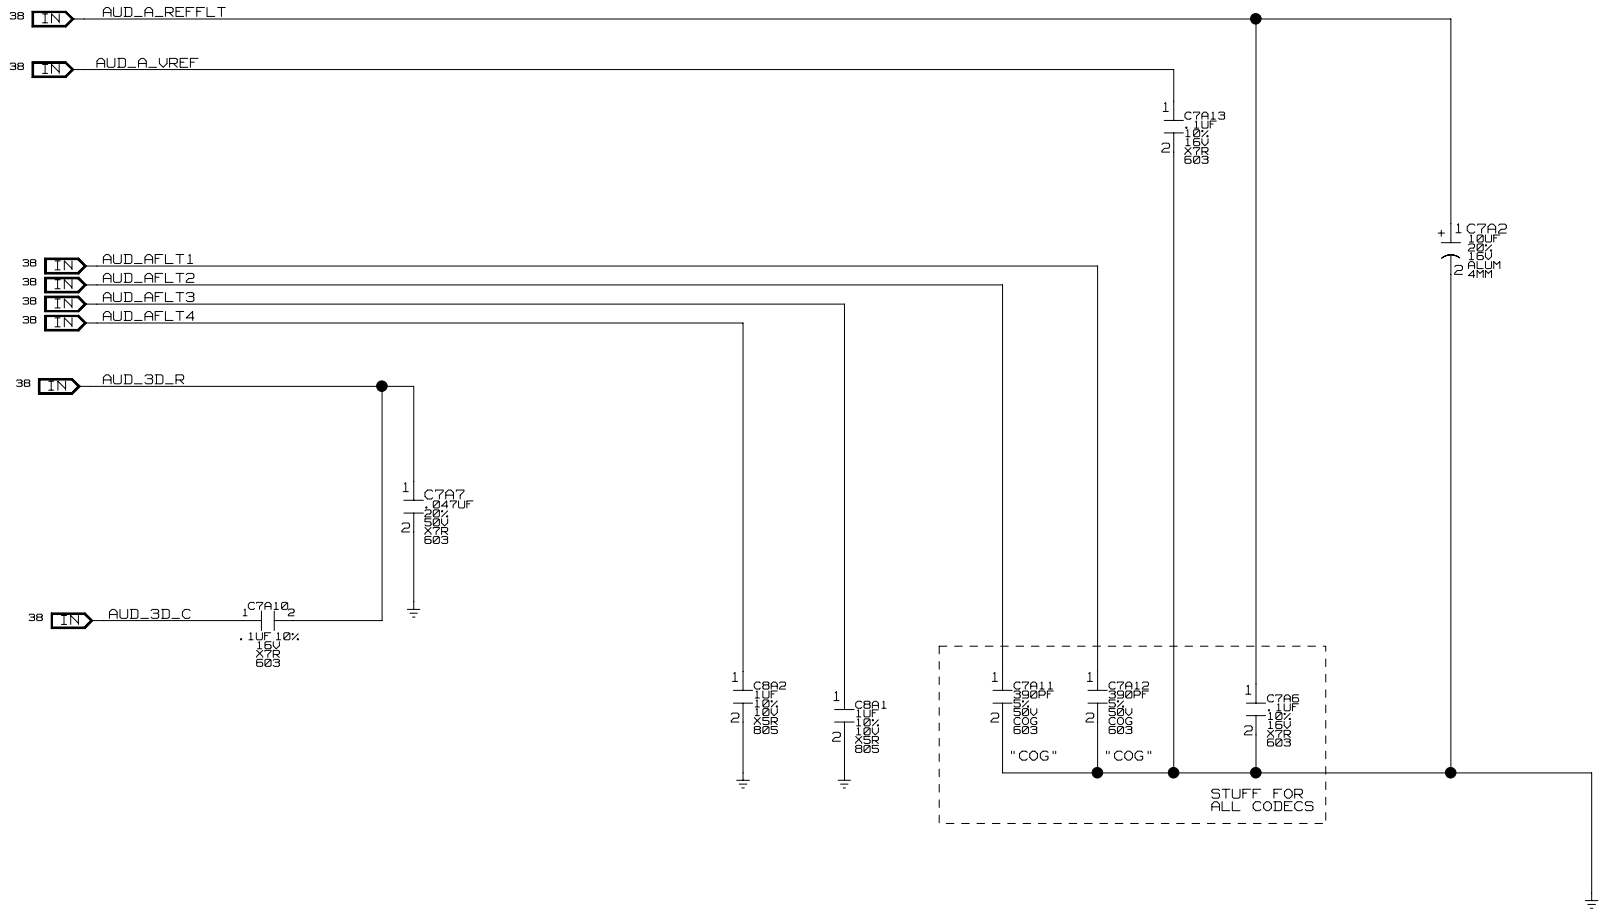 38 IN AUD_A_REFFLT
38 IN AUD_A_VREF
1 C7A13
.1UF
10%
16V
2 X7R
603
+ 1 C7A2
10UF
20%
16V
2 ALUM
4MM
38 IN AUD_AFLT1
38 IN AUD_AFLT2
38 IN AUD_AFLT3
38 IN AUD_AFLT4
38 IN AUD_3D_R
1 C7A7
.047UF
20%
2 50V
X7R
603
38 IN AUD_3D_C
1 C7A10 2
.1UF 10%
16V
X7R
603
1 C8A2
1UF
10%
2 10V
X5R
805
1 C8A1
1UF
10%
2 10V
X5R
805
1 C7A11
390PF
5%
2 50V
COG
603
"COG"
1 C7A12
390PF
5%
2 50V
COG
603
"COG"
1 C7A6
.1UF
10%
2 16V
X7R
603
STUFF FOR
ALL CODECS